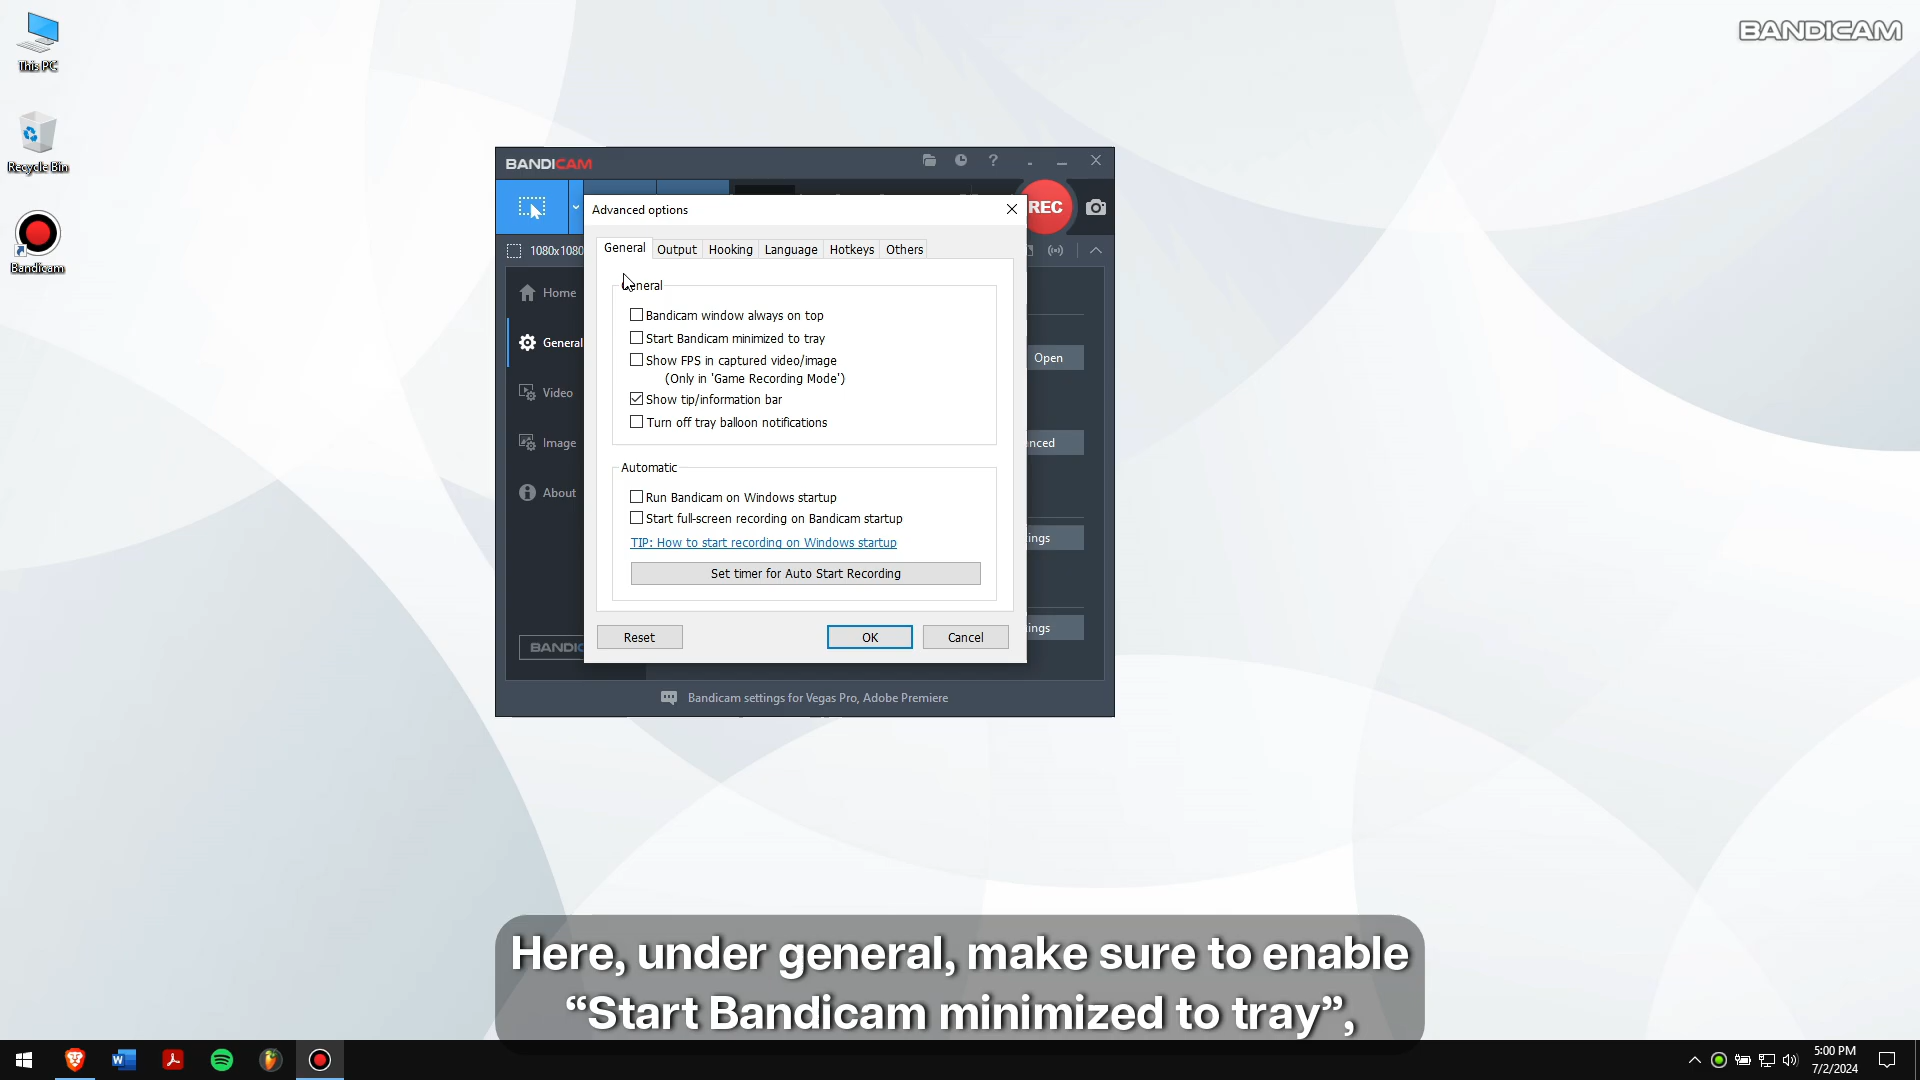 This PC
Recycle Bin
Bandicam
BANDICAM
BANDICAM
REC
1080x1080
Home
General
Video
Image
About
BANDIC
Open
nced
ings
ings
Bandicam settings for Vegas Pro, Adobe Premiere
Advanced options
General Output Hooking Language Hotkeys Others
General
Bandicam window always on top
Start Bandicam minimized to tray
Show FPS in captured video/image
(Only in 'Game Recording Mode')
Show tip/information bar
Turn off tray balloon notifications
Automatic
Run Bandicam on Windows startup
Start full-screen recording on Bandicam startup
TIP: How to start recording on Windows startup
Set timer for Auto Start Recording
Reset OK Cancel
Here, under general, make sure to enable
“Start Bandicam minimized to tray”,
5:00 PM
7/2/2024